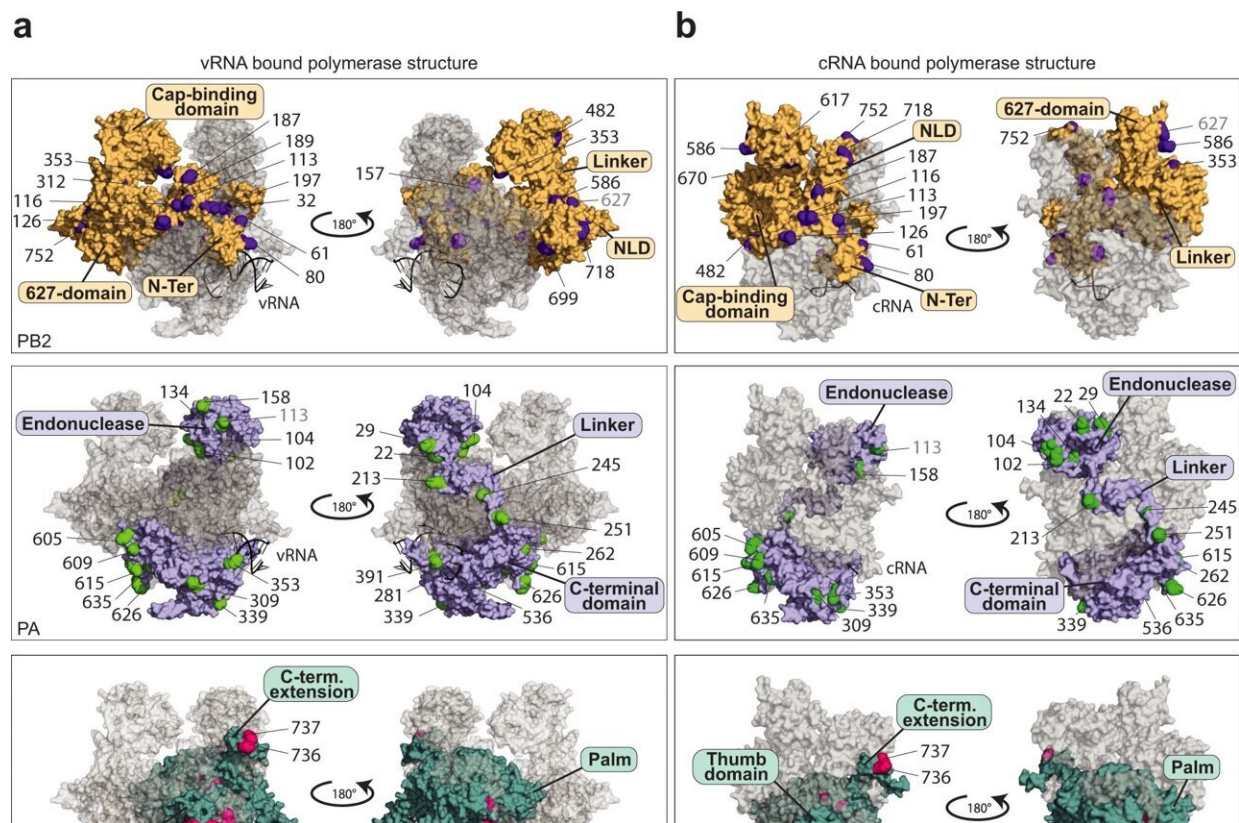 a
vRNA bound polymerase structure
Cap-binding
domain
187
189
113
197
32
61
80
353
312
116
126
752
627-domain
N-Ter
vRNA
180°
482
353
Linker
157
586
627
NLD
718
699
PB2
134
158
113
Endonuclease
104
102
605
609
615
635
626
vRNA
353
309
339
180°
104
29
22
213
Linker
245
251
262
615
626
C-terminal
domain
391
281
339
536
PA
C-term.
extension
737
736
180°
Palm
b
cRNA bound polymerase structure
617
752
718
NLD
187
116
113
197
126
61
80
586
670
482
Cap-binding
domain
cRNA
N-Ter
180°
627-domain
752
627
586
353
Linker
Endonuclease
113
158
605
609
615
626
635
cRNA
353
339
309
180°
Endonuclease
22
29
134
104
102
Linker
213
245
251
615
262
626
C-terminal
domain
339
536
635
C-term.
extension
737
736
Thumb
domain
180°
Palm